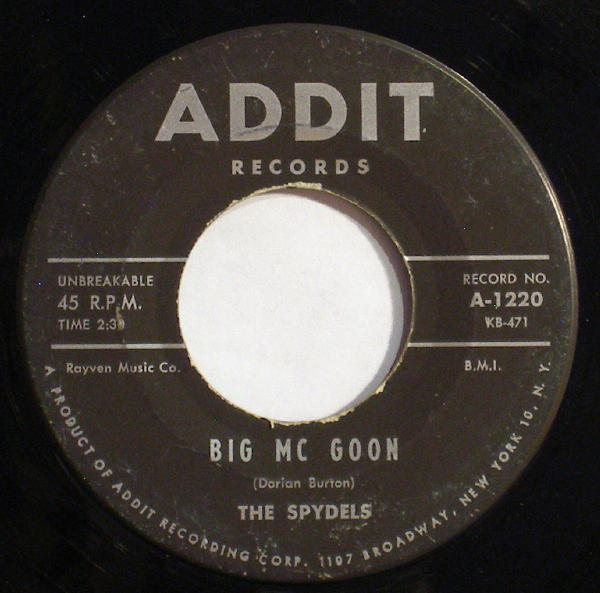 ADDIT
RECORDS
UNBREAKABLE
45 R.P.M.
RECORD NO.
A-1220
KB-471
Rayven Music Co.
B.M.I.
BIG MC GOON
(Dorian Burton)
THE SPYDELS
A PRODUCT OF ADDIT RECORDING CORP. 1197 BROADWAY, NEW YORK 10, N.Y.
TIME